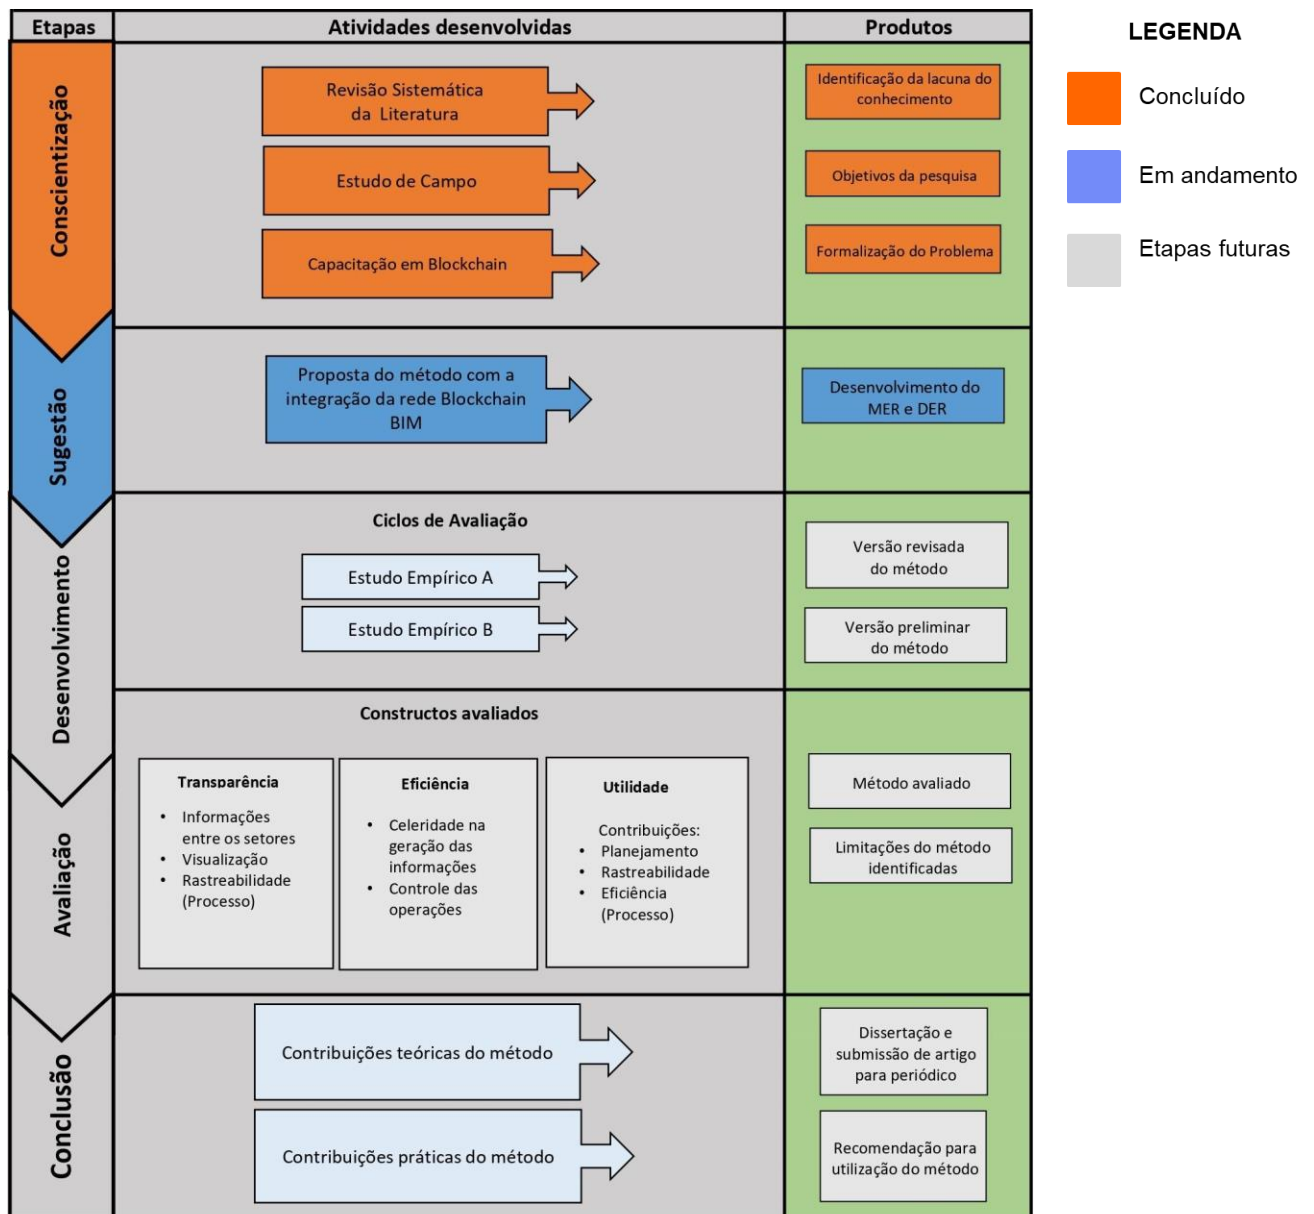 Etapas
Atividades desenvolvidas
Produtos
Conscientização
Revisão Sistemática
da Literatura
Identificação da lacuna do
conhecimento
Estudo de Campo
Objetivos da pesquisa
Capacitação em Blockchain
Formalização do Problema
Sugestão
Proposta do método com a
integração da rede Blockchain
BIM
Desenvolvimento do
MER e DER
Desenvolvimento
Ciclos de Avaliação
Estudo Empírico A
Estudo Empírico B
Versão revisada
do método
Versão preliminar
do método
Avaliação
Constructos avaliados
Transparência
• Informações
entre os setores
• Visualização
• Rastreabilidade
(Processo)
Eficiência
• Celeridade na
geração das
informações
• Controle das
operações
Utilidade
Contribuições:
• Planejamento
• Rastreabilidade
• Eficiência
(Processo)
Método avaliado
Limitações do método
identificadas
Conclusão
Contribuições teóricas do método
Contribuições práticas do método
Dissertação e
submissão de artigo
para periódico
Recomendação para
utilização do método
LEGENDA
Concluído
Em andamento
Etapas futuras